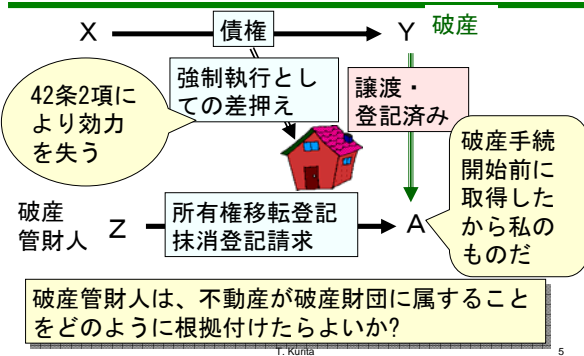 X
債権
Y
破産
強制執行とし
ての差押え
譲渡・
登記済み
42条2項に
より効力
を失う
破産手続
開始前に
取得した
から私の
ものだ
破産
管財人
Z
所有権移転登記
抹消登記請求
A
破産管財人は、不動産が破産財団に属すること
をどのように根拠付けたらよいか?
T. Kurita
5